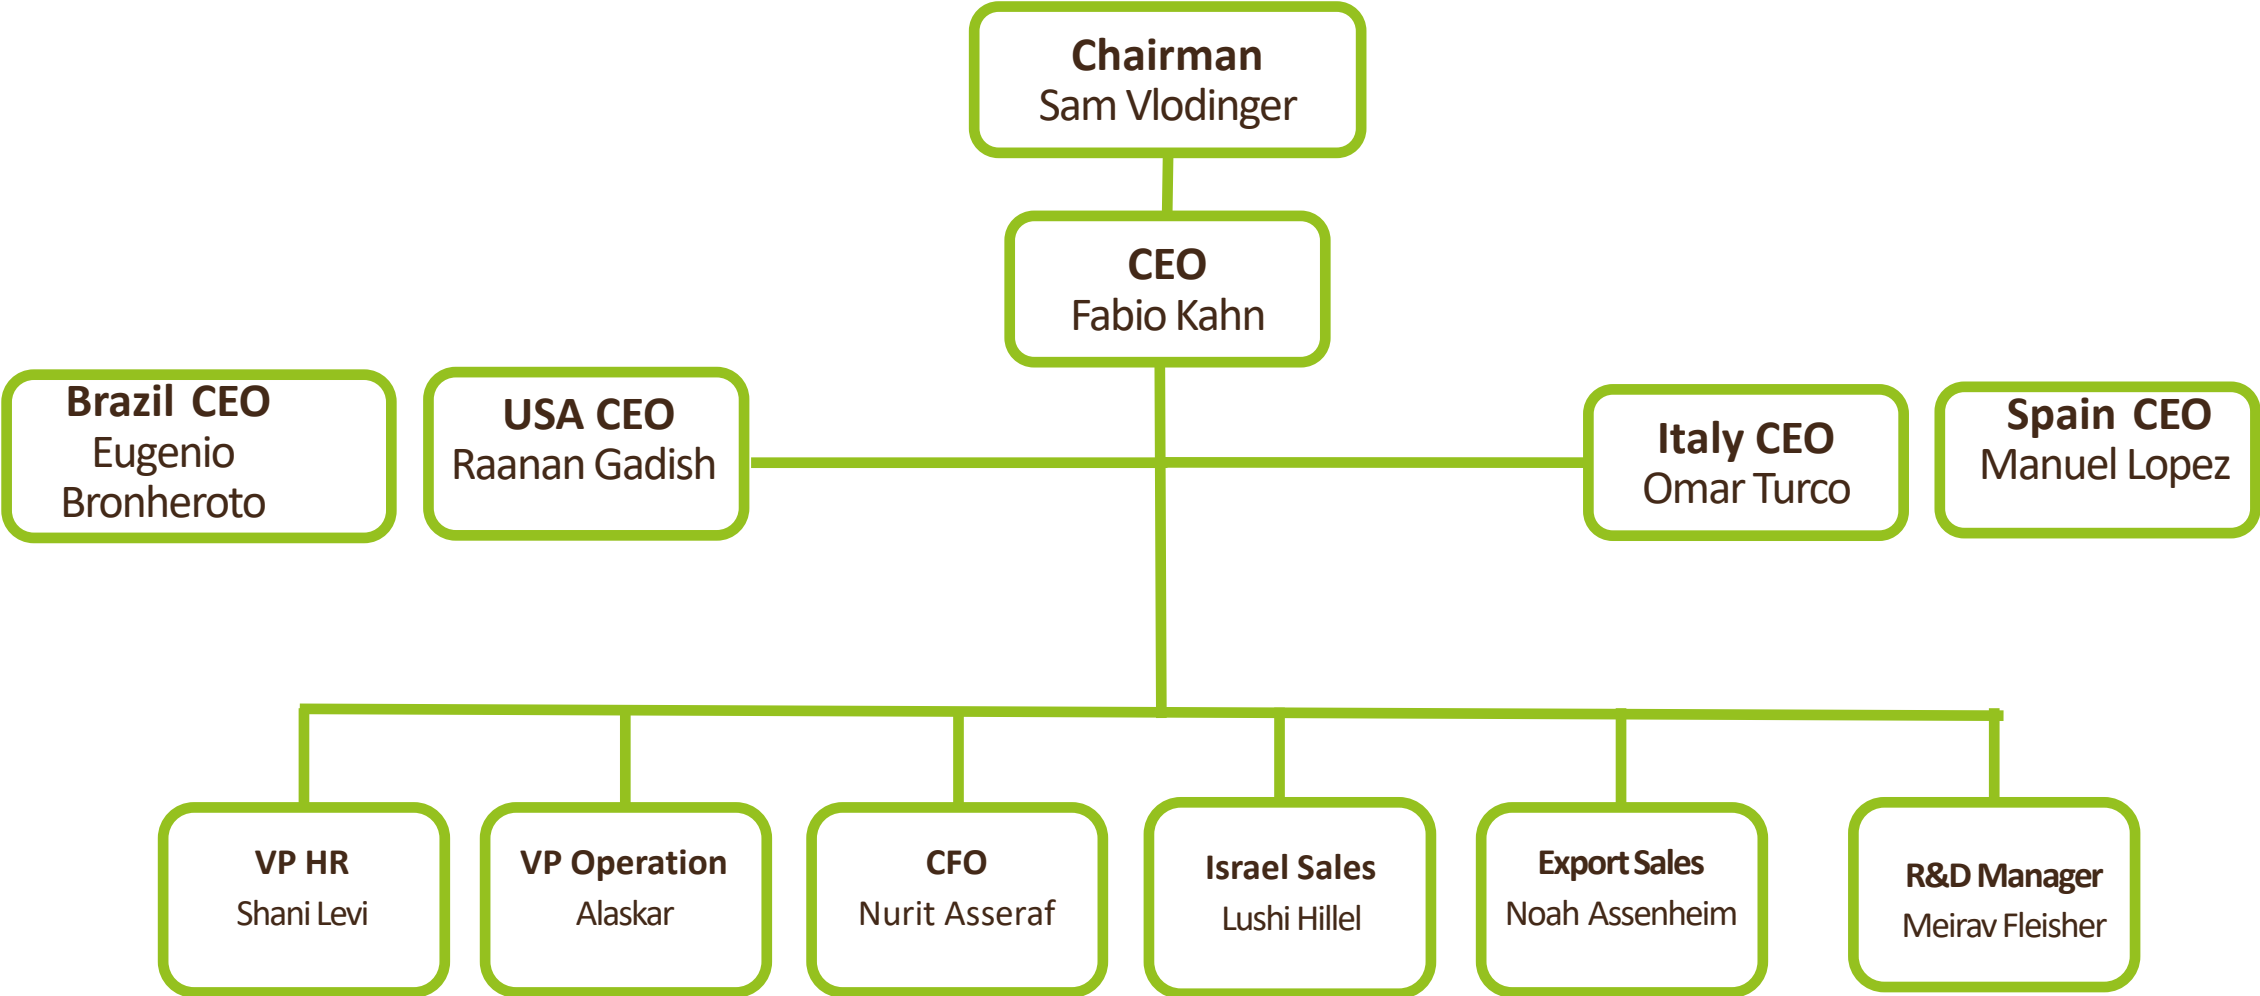 Chairman
Sam Vlodinger
CEO
Fabio Kahn
Brazil CEO
Eugenio
Bronheroto
USA CEO
Raanan Gadish
Italy CEO
Omar Turco
Spain CEO
Manuel Lopez
VP HR
Shani Levi
VP Operation
Alaskar
CFO
Nurit Asseraf
Israel Sales
Lushi Hillel
Export Sales
Noah Assenheim
R&D Manager
Meirav Fleisher